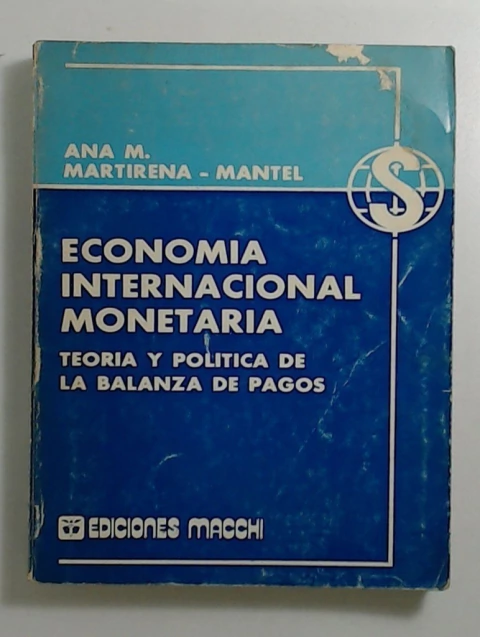 ANA M.
MARTIRENA - MANTEL
S
ECONOMIA
INTERNACIONAL
MONETARIA
TEORIA Y POLITICA DE
LA BALANZA DE PAGOS
EDICIONES MACCHI